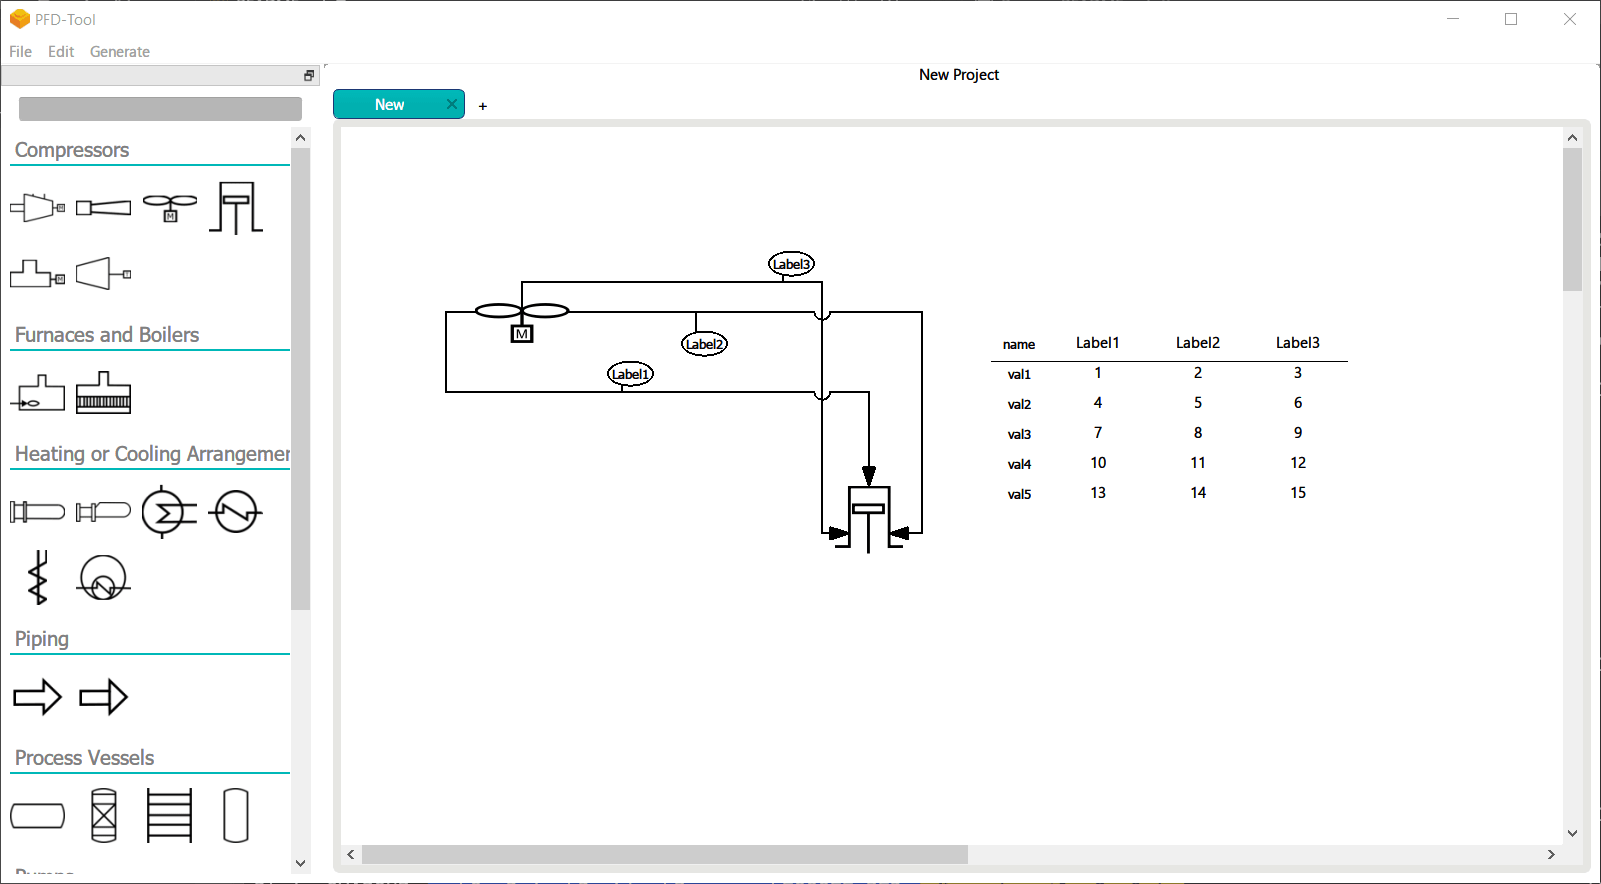 PFD-Tool
File Edit Generate
New Project
New
+
Compressors
M
M
M
T
Furnaces and Boilers
Heating or Cooling Arrangemen
Piping
Process Vessels
Label3
M
Label2
Label1
name Label1 Label2 Label3
val1 1 2 3
val2 4 5 6
val3 7 8 9
val4 10 11 12
val5 13 14 15